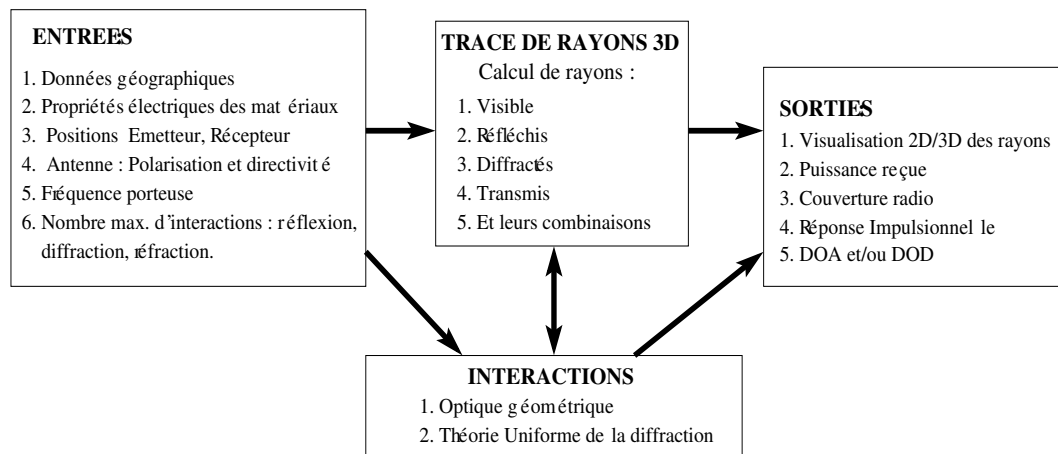 ENTREES
1. Données géographiques
2. Propriétés électriques des matériaux
3. Positions Emetteur, Récepteur
4. Antenne : Polarisation et directivité
5. Fréquence porteuse
6. Nombre max. d'interactions : réflexion,
diffraction, réfraction.
TRACE DE RAYONS 3D
Calcul de rayons :
1. Visible
2. Réfléchis
3. Diffractés
4. Transmis
5. Et leurs combinaisons
SORTIES
1. Visualisation 2D/3D des rayons
2. Puissance reçue
3. Couverture radio
4. Réponse Impulsionnel le
5. DOA et/ou DOD
INTERACTIONS
1. Optique géométrique
2. Théorie Uniforme de la diffraction